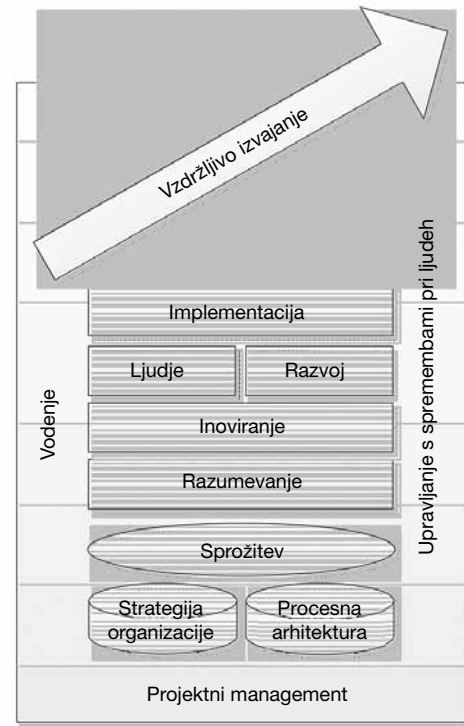 Vzdržljivo izvajanje
Upravljanje s spremembami pri ljudeh
Implementacija
Ljudje
Razvoj
Vodenje
Inoviranje
Razumevanje
Sprožitev
Strategija
organizacije
Procesna
arhitektura
Projektni management